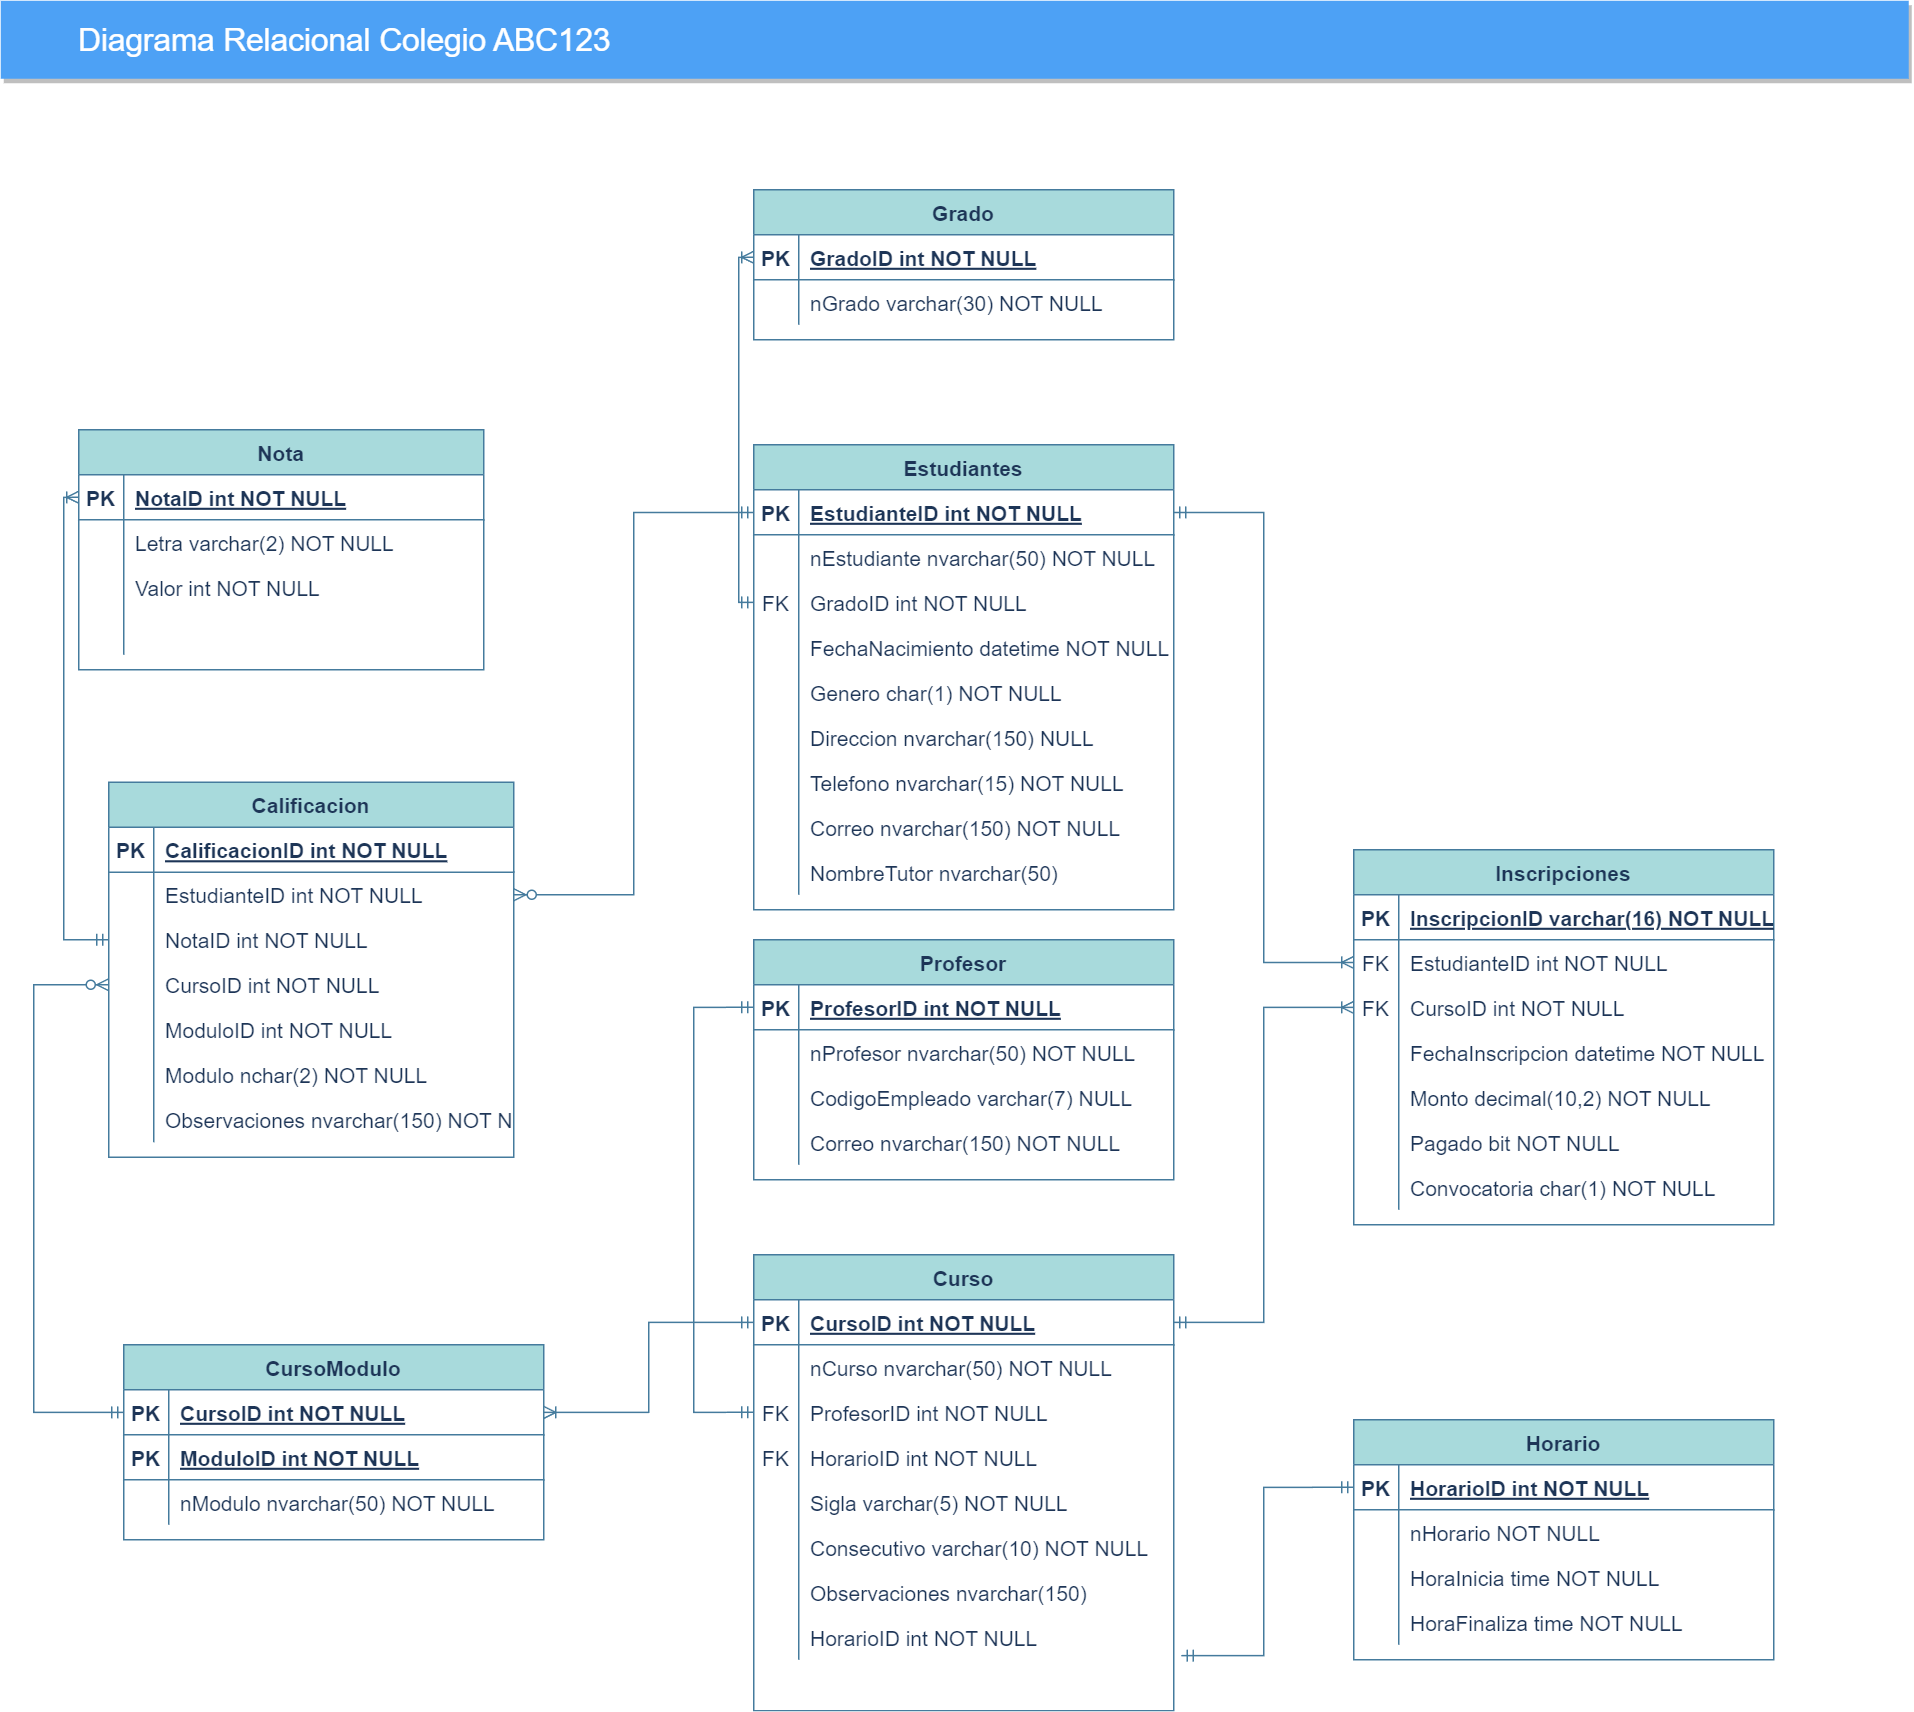 Diagrama Relacional Colegio ABC123
Grado
PK GradoID int NOT NULL
nGrado varchar(30) NOT NULL
Nota
PK NotaID int NOT NULL
Letra varchar(2) NOT NULL
Valor int NOT NULL
Estudiantes
PK EstudianteID int NOT NULL
nEstudiante nvarchar(50) NOT NULL
FK GradoID int NOT NULL
FechaNacimiento datetime NOT NULL
Genero char(1) NOT NULL
Direccion nvarchar(150) NULL
Telefono nvarchar(15) NOT NULL
Correo nvarchar(150) NOT NULL
NombreTutor nvarchar(50)
Calificacion
PK CalificacionID int NOT NULL
EstudianteID int NOT NULL
NotaID int NOT NULL
CursoID int NOT NULL
ModuloID int NOT NULL
Modulo nchar(2) NOT NULL
Observaciones nvarchar(150) NOT N
Inscripciones
PK InscripcionID varchar(16) NOT NULL
FK EstudianteID int NOT NULL
FK CursoID int NOT NULL
FechaInscripcion datetime NOT NULL
Monto decimal(10,2) NOT NULL
Pagado bit NOT NULL
Convocatoria char(1) NOT NULL
Profesor
PK ProfesorID int NOT NULL
nProfesor nvarchar(50) NOT NULL
CodigoEmpleado varchar(7) NULL
Correo nvarchar(150) NOT NULL
Curso
PK CursoID int NOT NULL
nCurso nvarchar(50) NOT NULL
FK ProfesorID int NOT NULL
FK HorarioID int NOT NULL
Sigla varchar(5) NOT NULL
Consecutivo varchar(10) NOT NULL
Observaciones nvarchar(150)
HorarioID int NOT NULL
CursoModulo
PK CursoID int NOT NULL
PK ModuloID int NOT NULL
nModulo nvarchar(50) NOT NULL
Horario
PK HorarioID int NOT NULL
nHorario NOT NULL
HoraInicia time NOT NULL
HoraFinaliza time NOT NULL